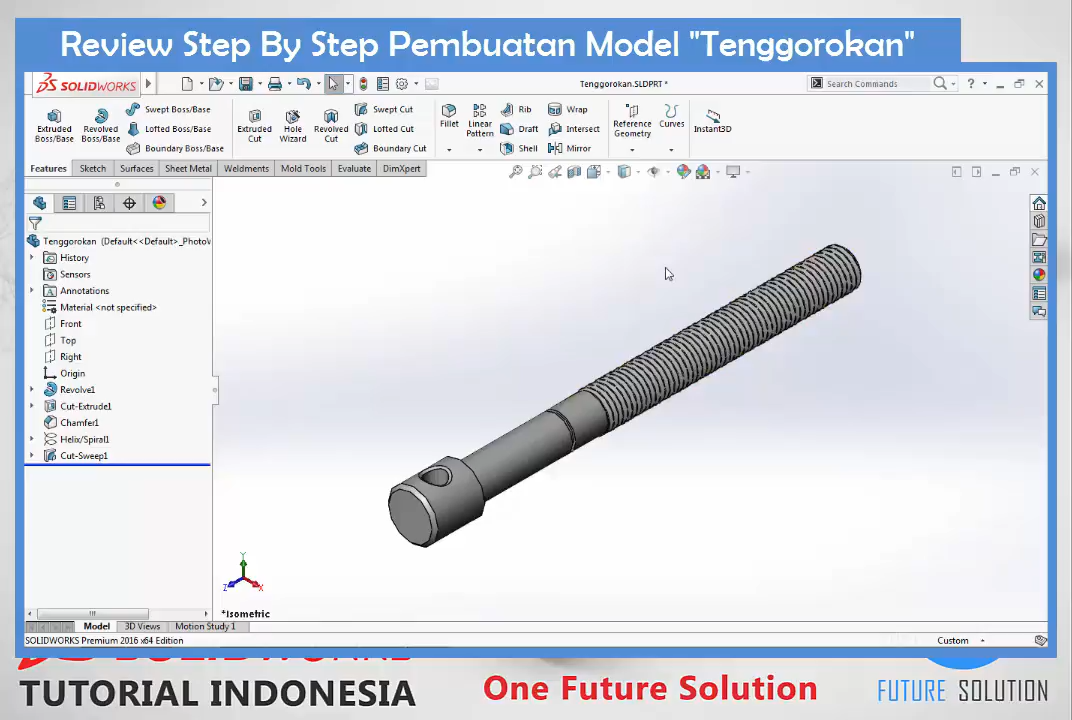 Review Step By Step Pembuatan Model "Tenggorokan"
SOLIDWORKS
Tenggorokan.SLDPRT *
Search Commands
Extruded Boss/Base
Revolved Boss/Base
Swept Boss/Base
Lofted Boss/Base
Boundary Boss/Base
Extruded Cut
Hole Wizard
Revolved Cut
Swept Cut
Lofted Cut
Boundary Cut
Fillet
Linear Pattern
Rib
Draft
Shell
Wrap
Intersect
Mirror
Reference Geometry
Curves
Instant3D
Features Sketch Surfaces Sheet Metal Weldments Mold Tools Evaluate DimXpert
Tenggorokan (Default<<Default>_PhotoV
History
Sensors
Annotations
Material <not specified>
Front
Top
Right
Origin
Revolve1
Cut-Extrude1
Chamfer1
Helix/Spiral1
Cut-Sweep1
Y
Z
X
*Isometric
Model 3D Views Motion Study 1
SOLIDWORKS Premium 2016 x64 Edition
Custom
TUTORIAL INDONESIA
One Future Solution
FUTURE SOLUTION